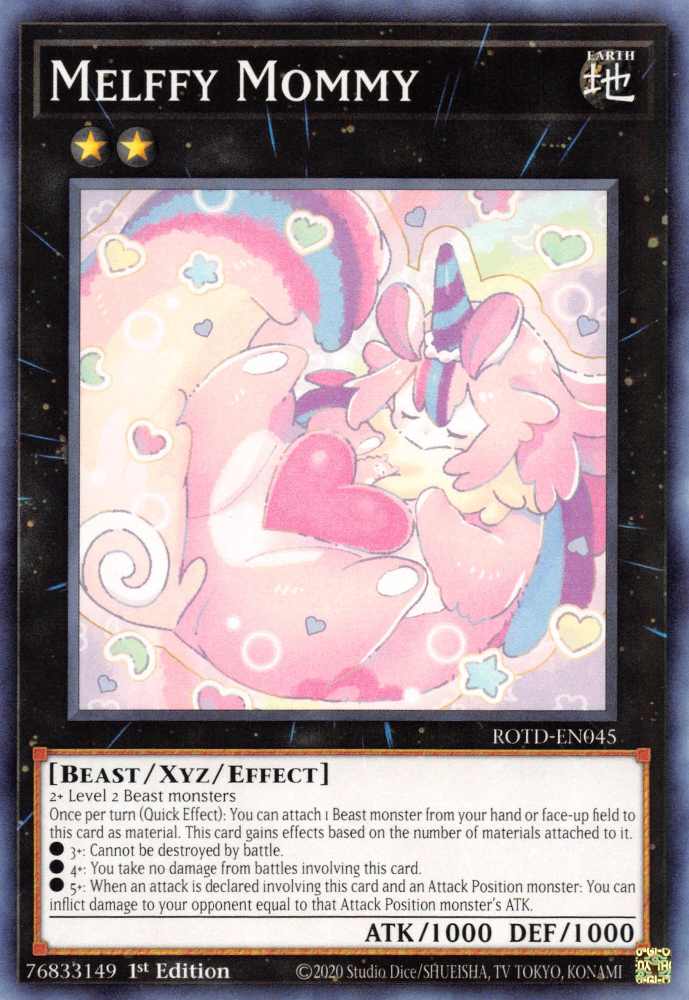 MELFFY MOMMY
EARTH
地
ROTD-EN045
[BEAST/XYZ/EFFECT]
2+ Level 2 Beast monsters
Once per turn (Quick Effect): You can attach 1 Beast monster from your hand or face-up field to
this card as material. This card gains effects based on the number of materials attached to it.
● 3+: Cannot be destroyed by battle.
● 4+: You take no damage from battles involving this card.
● 5+: When an attack is declared involving this card and an Attack Position monster: You can
inflict damage to your opponent equal to that Attack Position monster's ATK.
ATK/1000 DEF/1000
76833149 1st Edition ©2020 Studio Dice/SHUEISHA, TV TOKYO, KONAMI